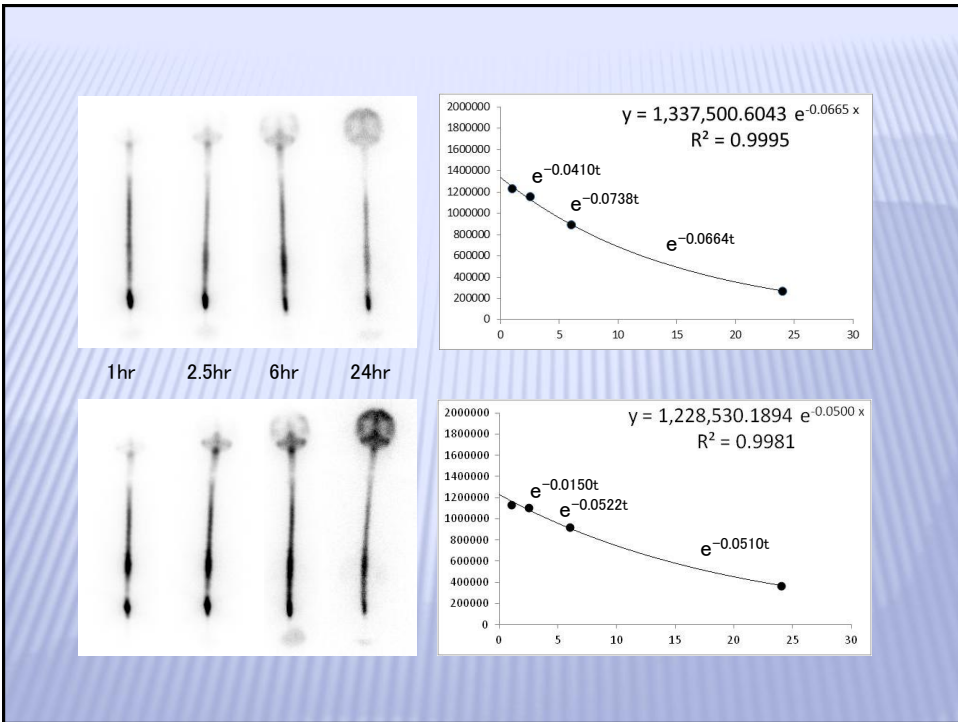 2000000
1800000
1600000
1400000
1200000
1000000
800000
600000
400000
200000
0
0 5 10 15 20 25 30
y = 1,337,500.6043 e^-0.0665 x
R² = 0.9995
e^-0.0410t
e^-0.0738t
e^-0.0664t
1hr 2.5hr 6hr 24hr
2000000
1800000
1600000
1400000
1200000
1000000
800000
600000
400000
200000
0
0 5 10 15 20 25 30
y = 1,228,530.1894 e^-0.0500 x
R² = 0.9981
e^-0.0150t
e^-0.0522t
e^-0.0510t